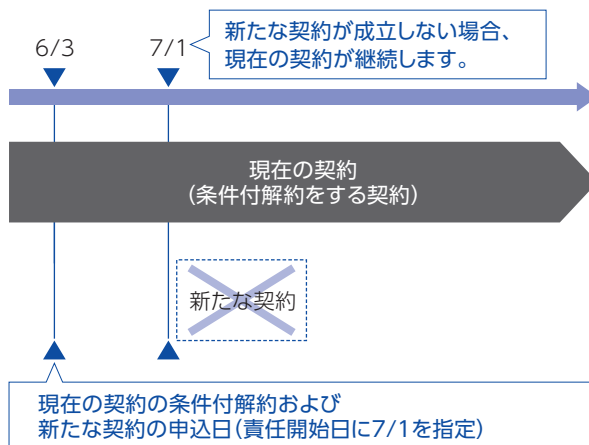 6/3
7/1
新たな契約が成立しない場合、
現在の契約が継続します。
現在の契約
(条件付解約をする契約)
新たな契約
現在の契約の条件付解約および
新たな契約の申込日(責任開始日に7/1を指定)